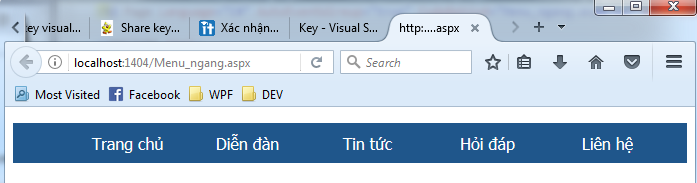 key visual... Share key... Xác nhận... Key - Visual S... http:....aspx
localhost:1404/Menu_ngang.aspx Search
Most Visited Facebook WPF DEV
Trang chủ Diễn đàn Tin tức Hỏi đáp Liên hệ